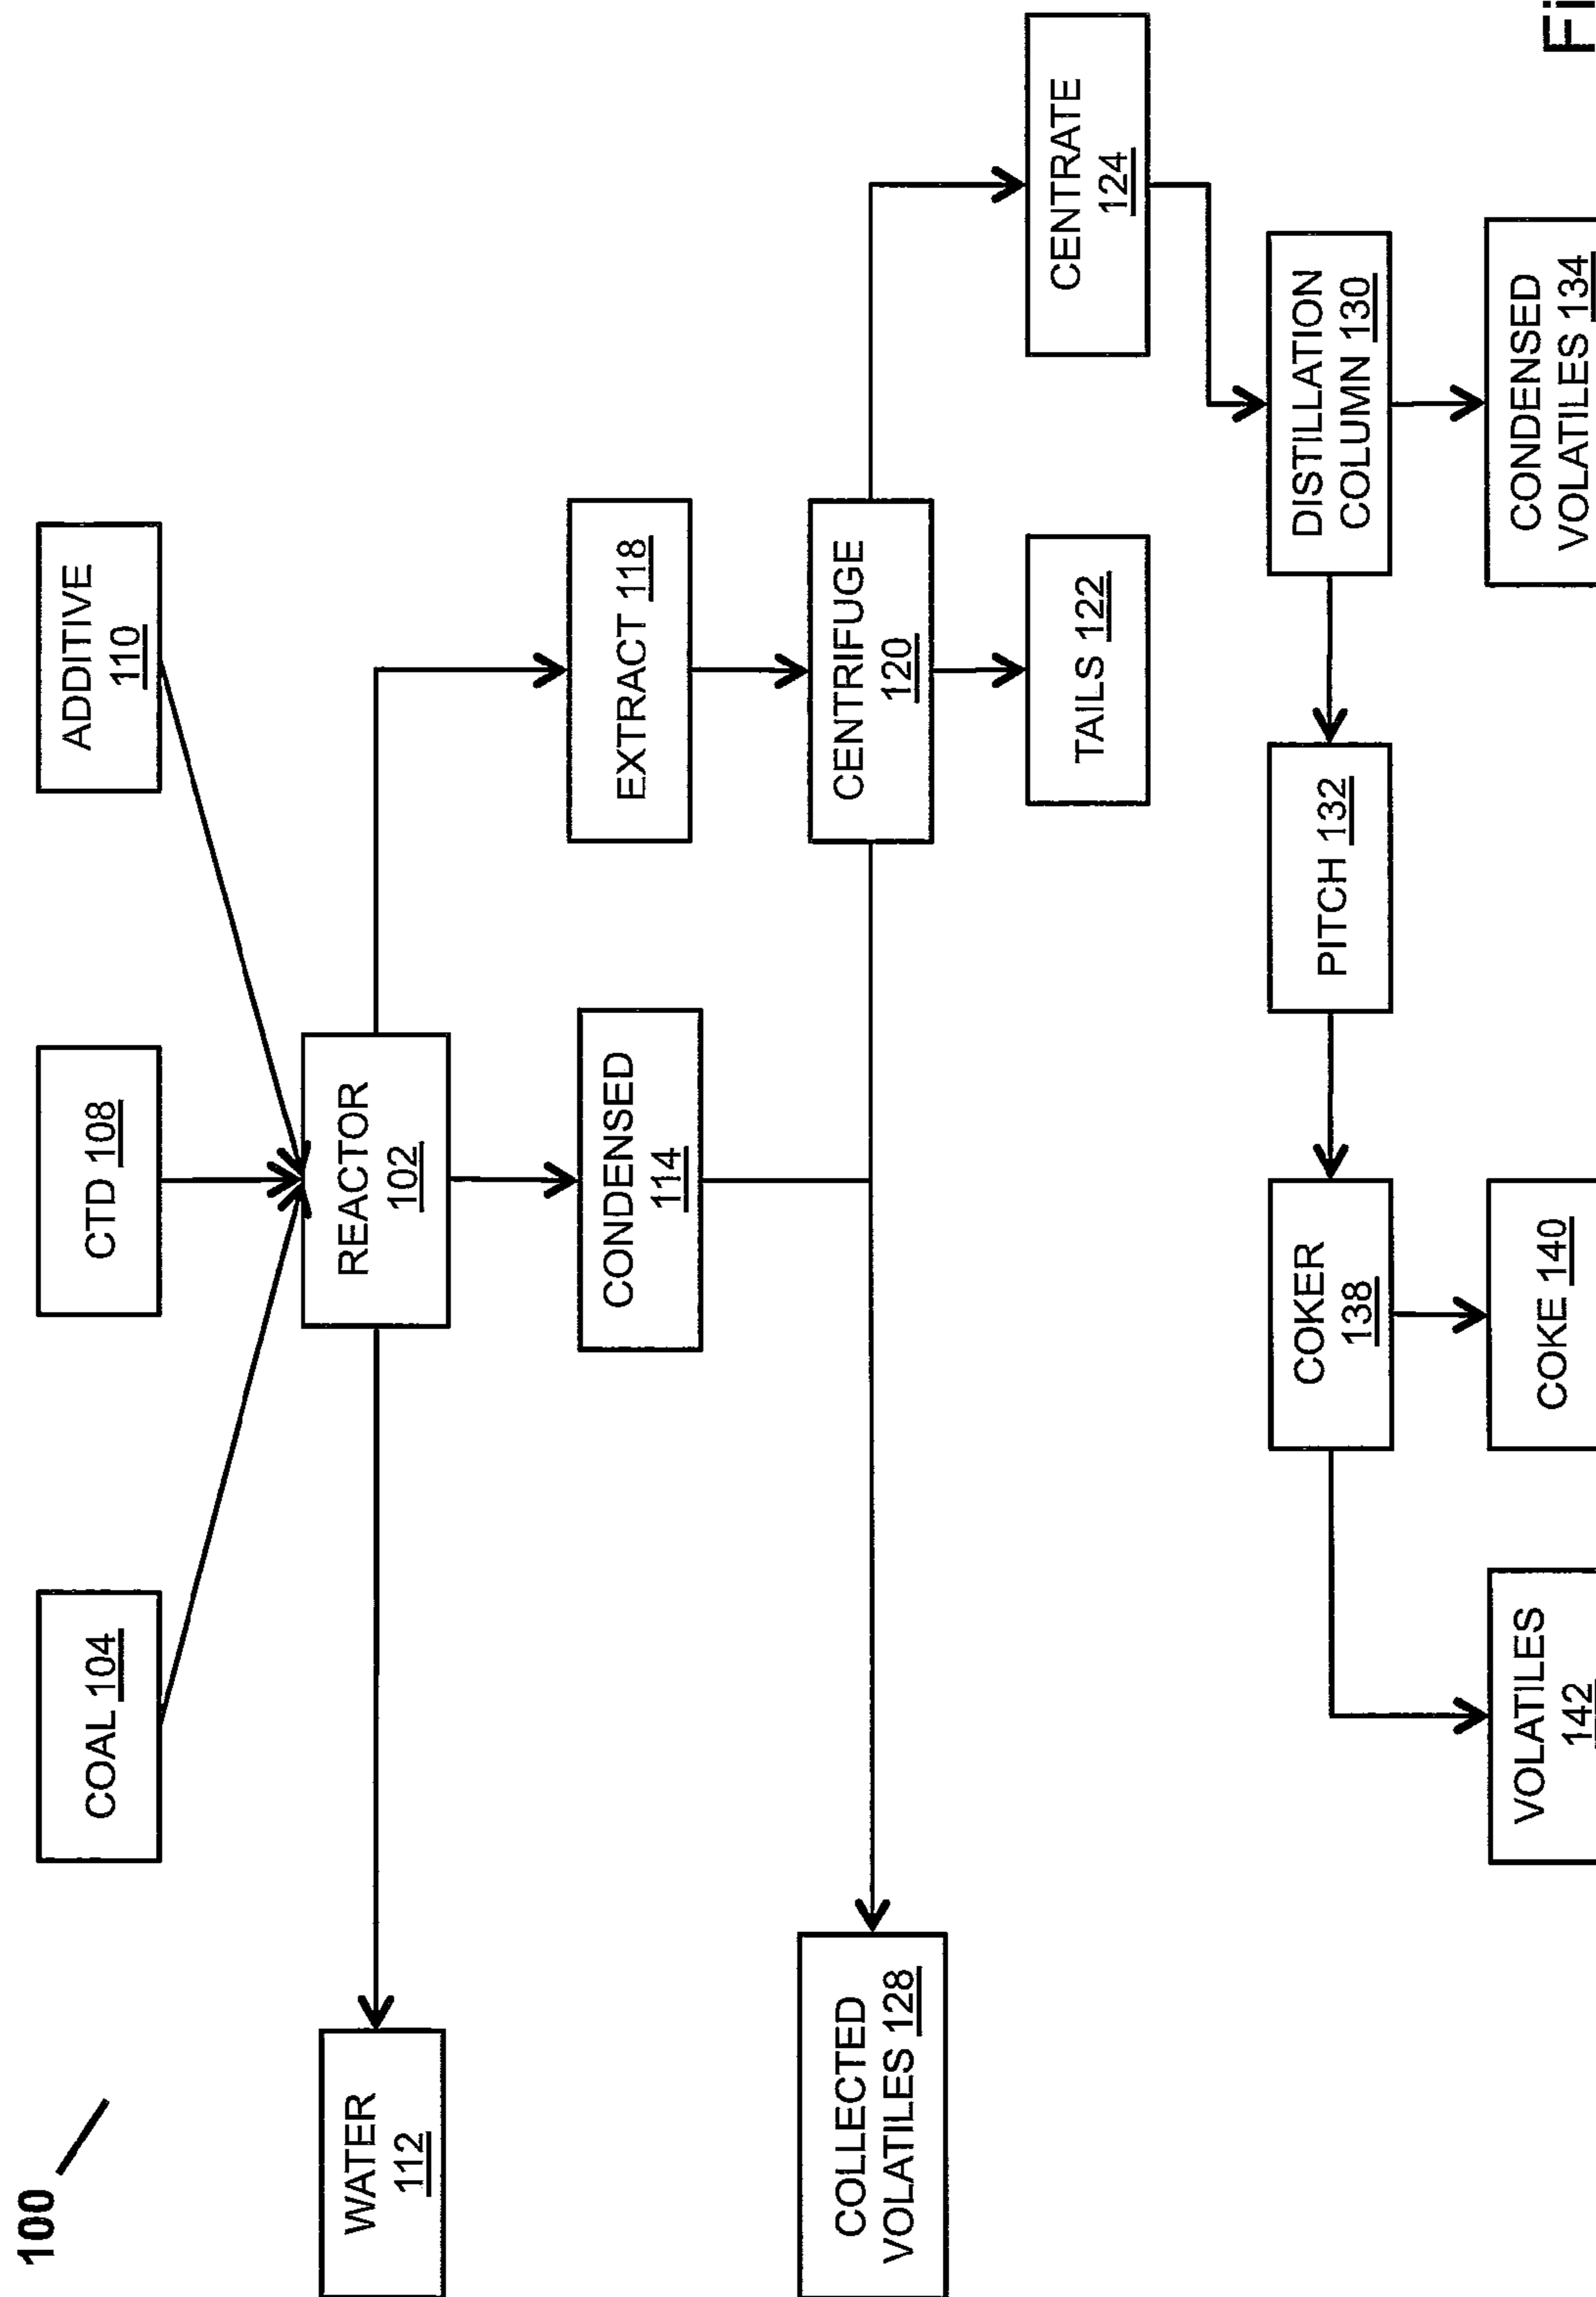 100
COAL 104
CTD 108
ADDITIVE
110
WATER
112
REACTOR
102
CONDENSED
114
EXTRACT 118
COLLECTED
VOLATILES 128
CENTRIFUGE
120
TAILS 122
CENTRATE
124
COKER
138
PITCH 132
DISTILLATION
COLUMN 130
VOLATILES
142
COKE 140
CONDENSED
VOLATILES 134